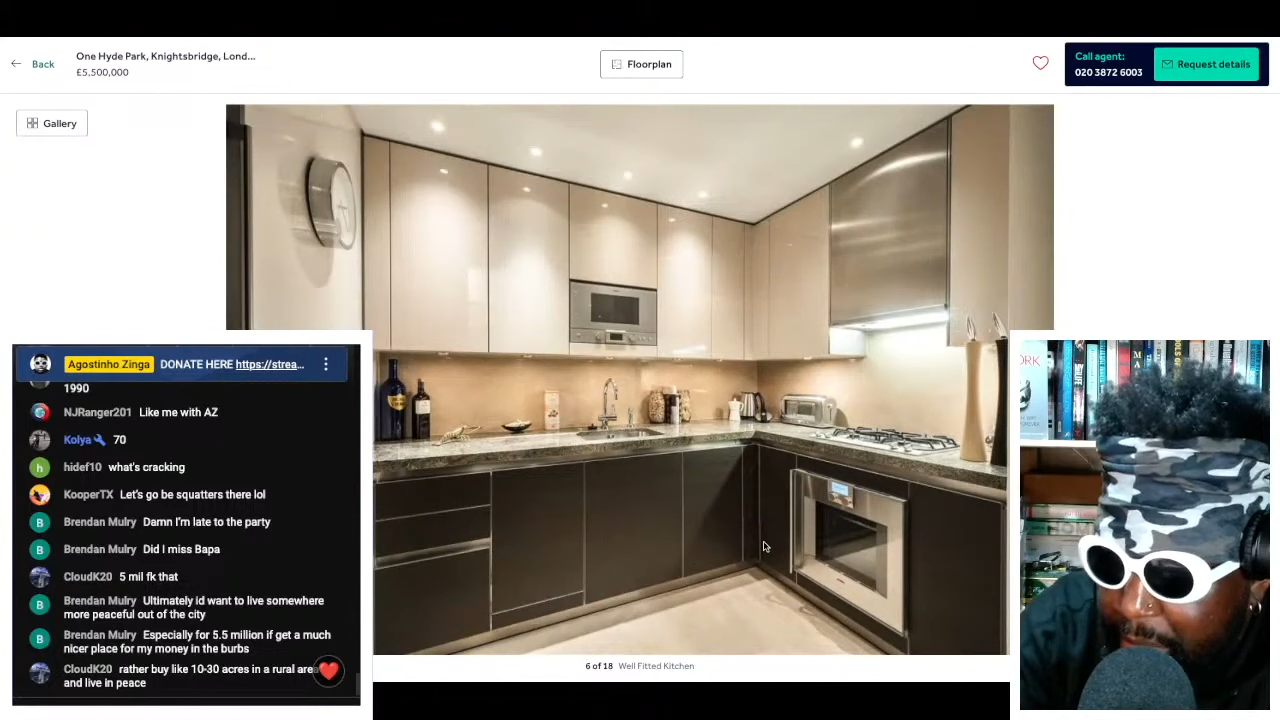 Back
One Hyde Park, Knightsbridge, Lond...
£5,500,000
Floorplan
Call agent:
020 3872 6003
Request details
Gallery
Agostinho Zinga DONATE HERE https://strea...
1990
NJRanger201 Like me with AZ
Kolya 70
h
hidef10 what's cracking
KooperTX Let's go be squatters there lol
B
Brendan Mulry Damn I'm late to the party
B
Brendan Mulry Did I miss Bapa
CloudK20 5 mil fk that
B
Brendan Mulry Ultimately id want to live somewhere
more peaceful out of the city
B
Brendan Mulry Especially for 5.5 million if get a much
nicer place for my money in the burbs
CloudK20 rather buy like 10-30 acres in a rural are
and live in peace
6 of 18 Well Fitted Kitchen